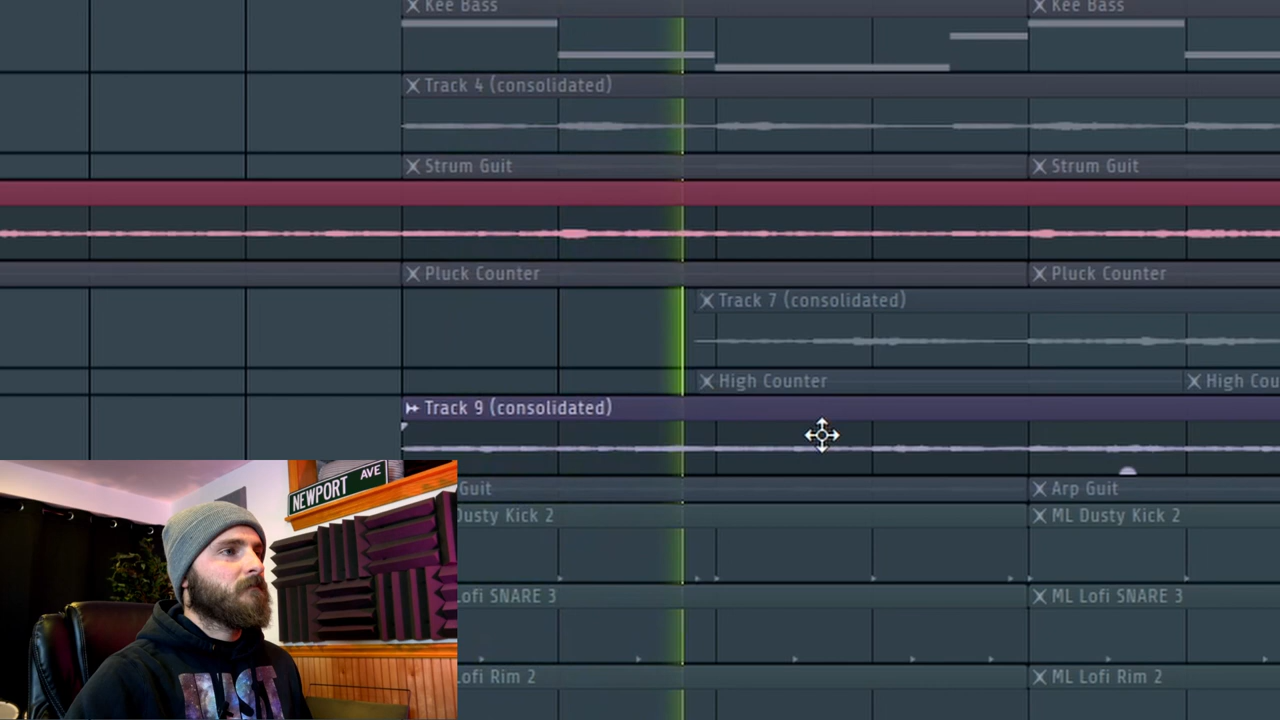 Kee Bass
Kee Bass
Track 4 (consolidated)
Strum Guit
Strum Guit
Pluck Counter
Pluck Counter
Track 7 (consolidated)
High Counter
High Cou
Track 9 (consolidated)
Guit
Arp Guit
Dusty Kick 2
ML Dusty Kick 2
Lofi SNARE 3
ML Lofi SNARE 3
Lofi Rim 2
ML Lofi Rim 2
NEWPORT AVE